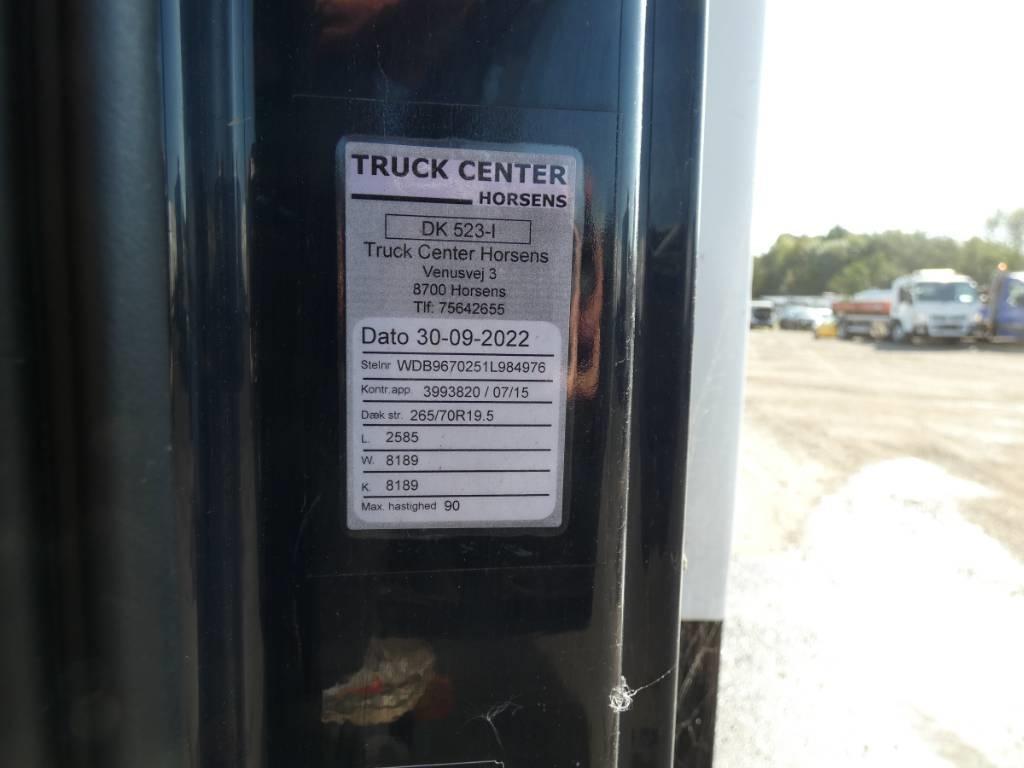 TRUCK CENTER
HORSENS
DK 523-I
Truck Center Horsens
Venusvej 3
8700 Horsens
Tlf: 75642655
Dato 30-09-2022
Stelnr WDB9670251L984976
Kontr.app. 3993820 / 07/15
Dæk str. 265/70R19.5
L. 2585
W. 8189
K. 8189
Max. hastighed 90